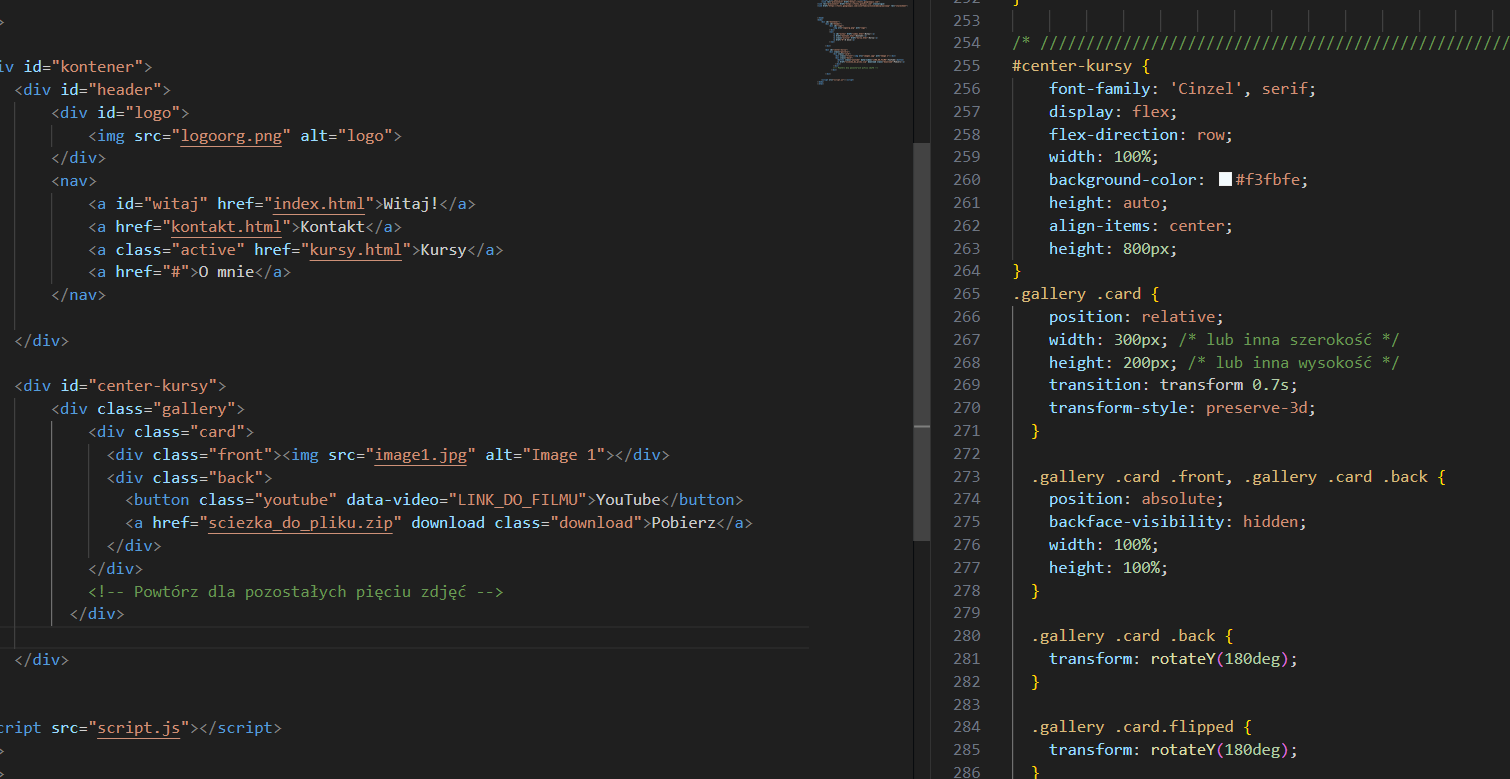 >
iv id="kontener">
<div id="header">
<div id="logo">
<img src="logoorg.png" alt="logo">
</div>
<nav>
<a id="witaj" href="index.html">Witaj!</a>
<a href="kontakt.html">Kontakt</a>
<a class="active" href="kursy.html">Kursy</a>
<a href="#">O mnie</a>
</nav>
</div>
<div id="center-kursy">
<div class="gallery">
<div class="card">
<div class="front"><img src="image1.jpg" alt="Image 1"></div>
<div class="back">
<button class="youtube" data-video="LINK_DO_FILMU">YouTube</button>
<a href="sciezka_do_pliku.zip" download class="download">Pobierz</a>
</div>
</div>
<!-- Powtórz dla pozostałych pięciu zdjęć -->
</div>
</div>
cript src="script.js"></script>
>
>
252 }
253
254 /* ///////////////////////////////////////////////////
255 #center-kursy {
256 font-family: 'Cinzel', serif;
257 display: flex;
258 flex-direction: row;
259 width: 100%;
260 background-color: #f3fbfe;
261 height: auto;
262 align-items: center;
263 height: 800px;
264 }
265 .gallery .card {
266 position: relative;
267 width: 300px; /* lub inna szerokość */
268 height: 200px; /* lub inna wysokość */
269 transition: transform 0.7s;
270 transform-style: preserve-3d;
271 }
272
273 .gallery .card .front, .gallery .card .back {
274 position: absolute;
275 backface-visibility: hidden;
276 width: 100%;
277 height: 100%;
278 }
279
280 .gallery .card .back {
281 transform: rotateY(180deg);
282 }
283
284 .gallery .card.flipped {
285 transform: rotateY(180deg);
286 }